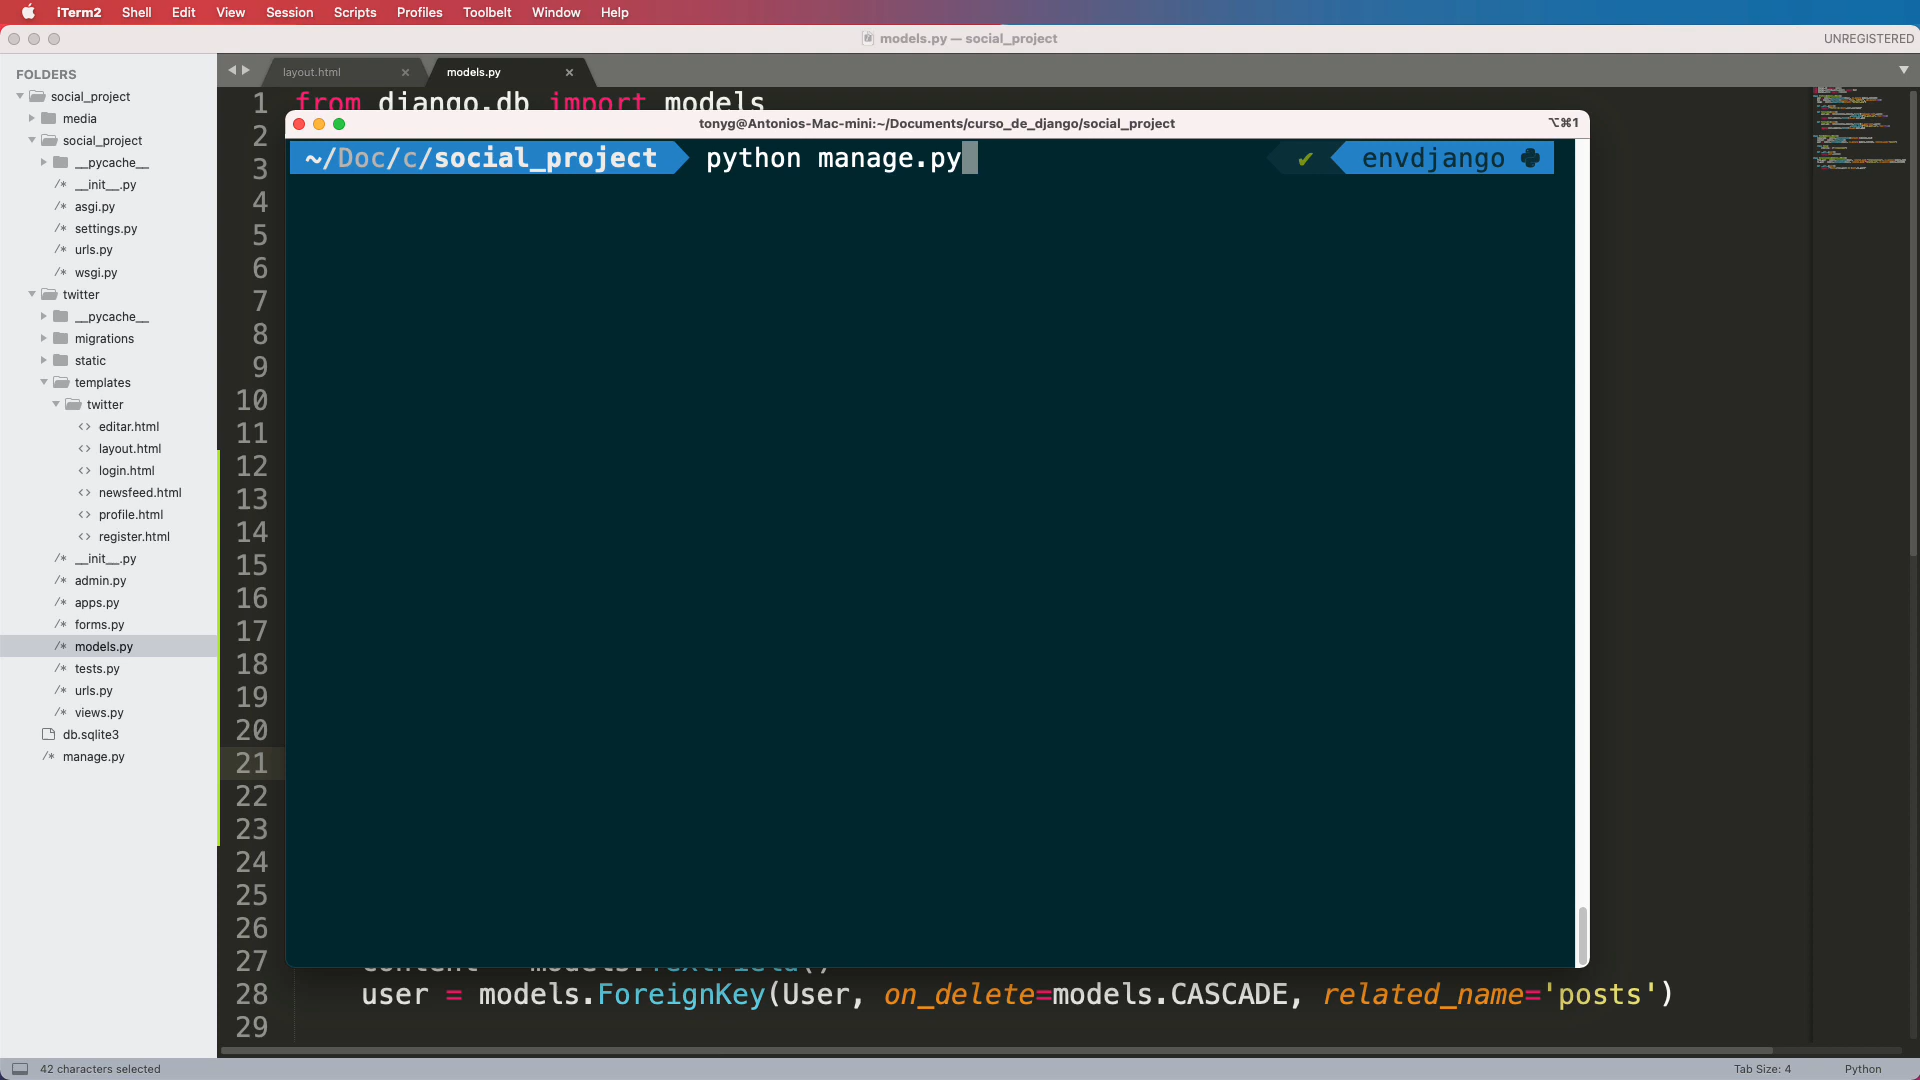 iTerm2 Shell Edit View Session Scripts Profiles Toolbelt Window Help
models.py — social_project
UNREGISTERED
FOLDERS
social_project
media
social_project
__pycache__
/* __init__.py
/* asgi.py
/* settings.py
/* urls.py
/* wsgi.py
twitter
__pycache__
migrations
static
templates
twitter
<> editar.html
<> layout.html
<> login.html
<> newsfeed.html
<> profile.html
<> register.html
/* __init__.py
/* admin.py
/* apps.py
/* forms.py
/* models.py
/* tests.py
/* urls.py
/* views.py
db.sqlite3
/* manage.py
layout.html × models.py ×
1 from django.db import models
2
3
4
5
6
7
8
9
10
11
12
13
14
15
16
17
18
19
20
21
22
23
24
25
26
27 content = models.TextField()
28 user = models.ForeignKey(User, on_delete=models.CASCADE, related_name='posts')
29
tonyg@Antonios-Mac-mini:~/Documents/curso_de_django/social_project ⌥⌘1
~/Doc/c/social_project python manage.py ✔ envdjango
42 characters selected
Tab Size: 4 Python